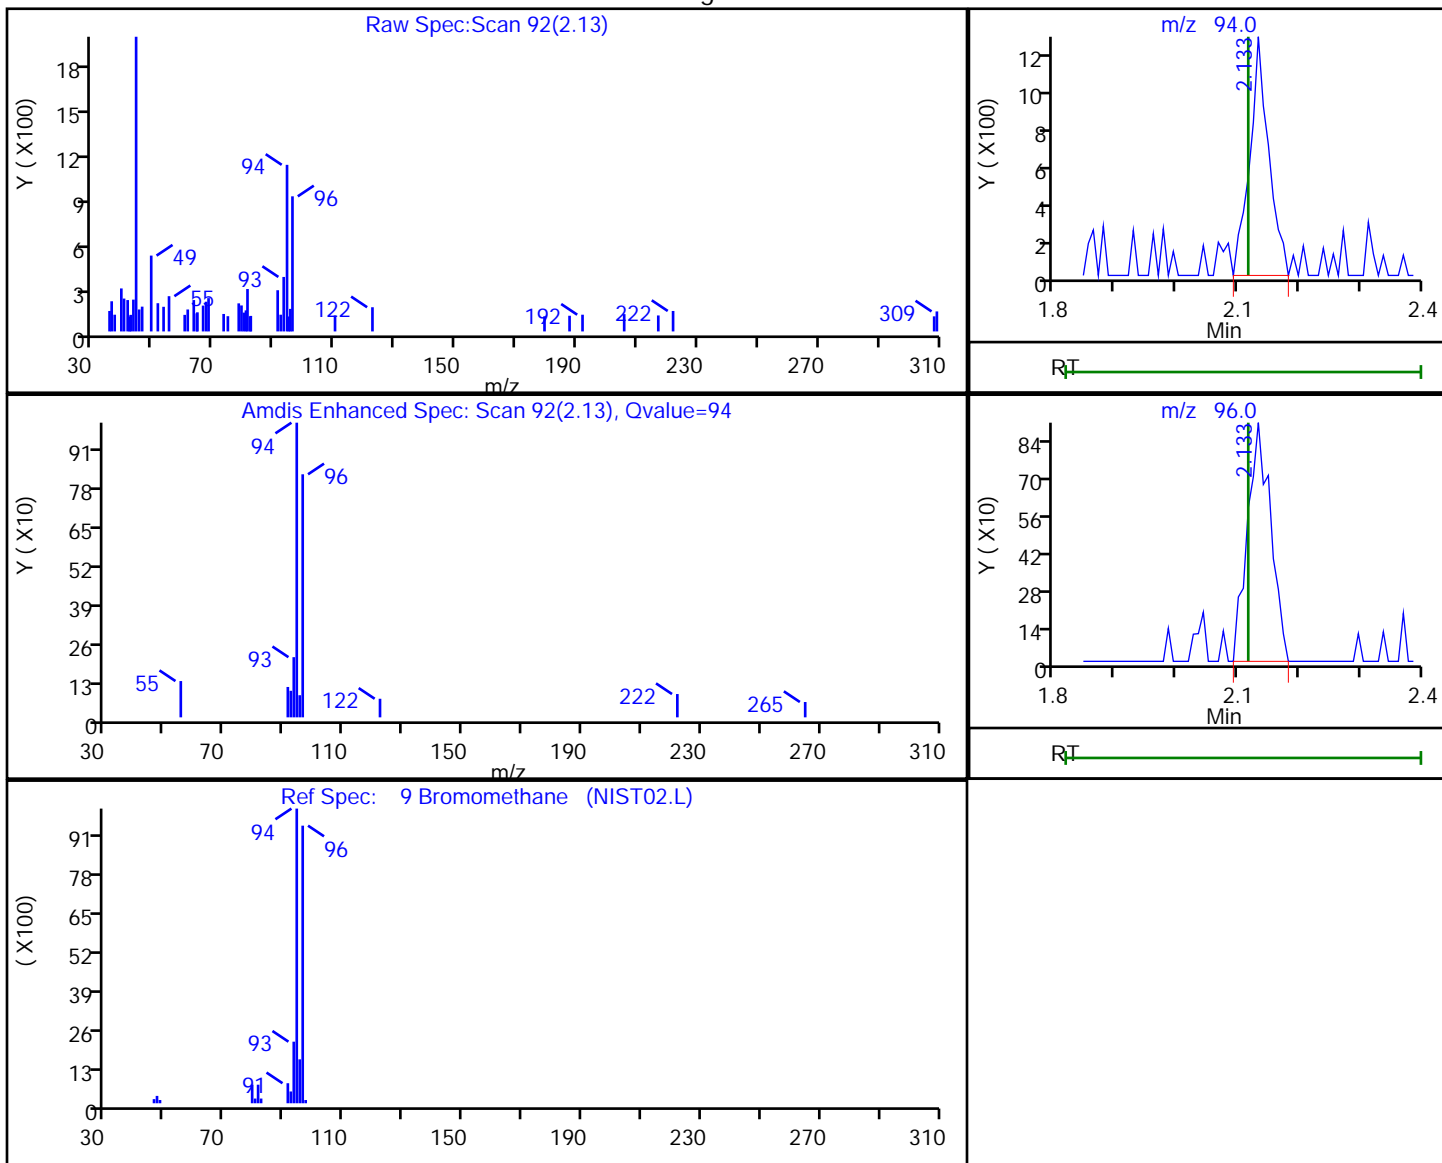 Raw Spec:Scan 92(2.13)
Y ( X100)
18
15
12
9
6
3
0
94
96
49
93
55
122
192
222
309
30 70 110 150 190 230 270 310
m/z
m/z 94.0
Y ( X100)
12
10
8
6
4
2
0
2.133
1.8 2.1 2.4
Min
RT
Amdis Enhanced Spec: Scan 92(2.13), Qvalue=94
Y ( X10)
91
78
65
52
39
26
13
0
94
96
93
55
122
222
265
30 70 110 150 190 230 270 310
m/z
m/z 96.0
Y ( X10)
84
70
56
42
28
14
0
2.133
1.8 2.1 2.4
Min
RT
Ref Spec: 9 Bromomethane (NIST02.L)
( X100)
91
78
65
52
39
26
13
0
94
96
93
91
30 70 110 150 190 230 270 310